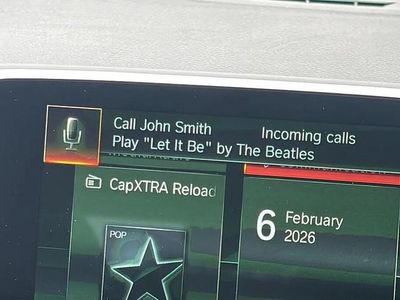 Call John Smith
Incoming calls
Play "Let It Be" by The Beatles
CapXTRA Reload
6
February
2026
POP